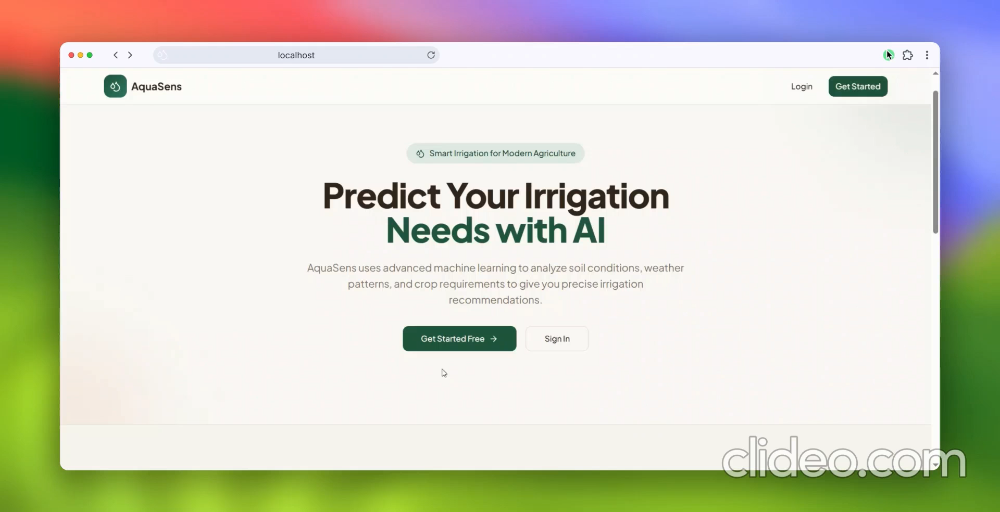 localhost
AquaSens
Login
Get Started
Smart Irrigation for Modern Agriculture
Predict Your Irrigation
Needs with AI
AquaSens uses advanced machine learning to analyze soil conditions, weather
patterns, and crop requirements to give you precise irrigation
recommendations.
Get Started Free →
Sign In
clideo.com